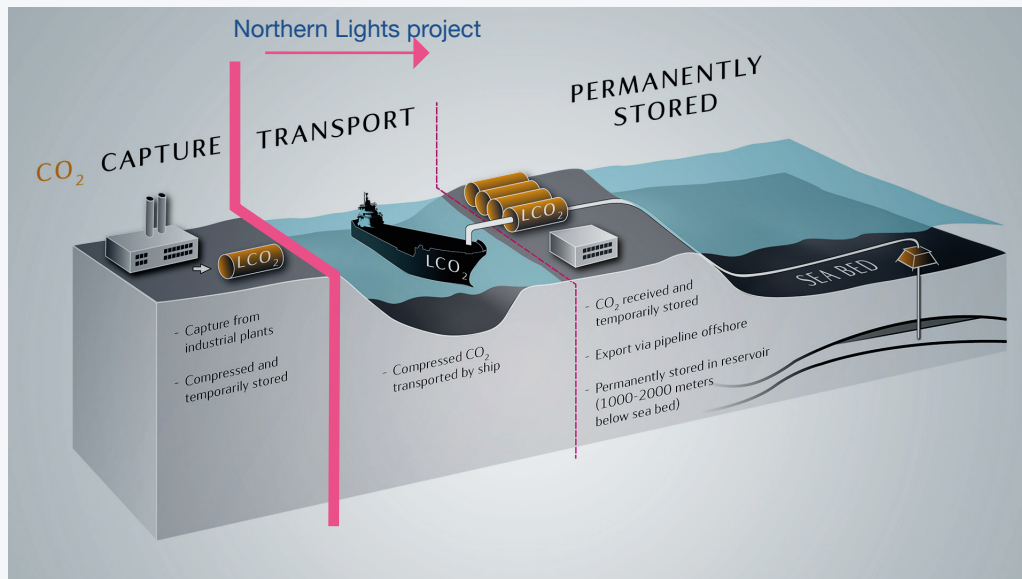 Northern Lights project
CO₂ CAPTURE
TRANSPORT
PERMANENTLY
STORED
LCO₂
LCO₂
LCO₂
SEA BED
- Capture from
industrial plants
- Compressed and
temporarily stored
- Compressed CO₂
transported by ship
- CO₂ received and
temporarily stored
- Export via pipeline offshore
- Permanently stored in reservoir
(1000-2000 meters
below sea bed)